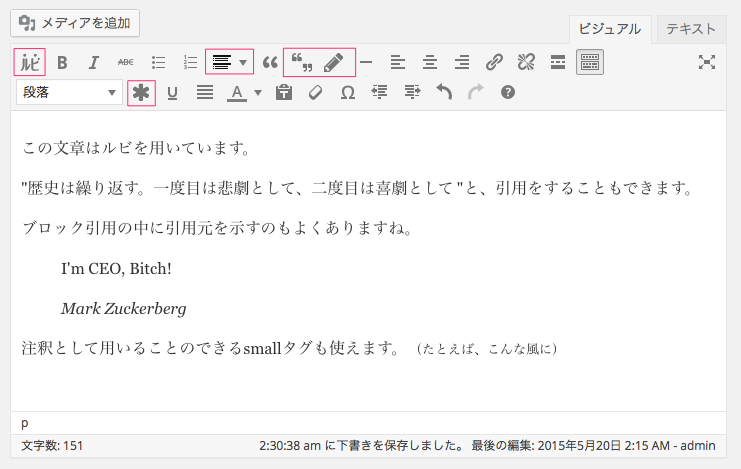 メディアを追加
ビジュアル テキスト
ルビ B I ABC
段落 U A Ω
この文章はルビを用いています。
"歴史は繰り返す。一度目は悲劇として、二度目は喜劇として "と、引用をすることもできます。
ブロック引用の中に引用元を示すのもよくありますね。
I'm CEO, Bitch!
Mark Zuckerberg
注釈として用いることのできるsmallタグも使えます。（たとえば、こんな風に）
p
文字数: 151 2:30:38 am に下書きを保存しました。 最後の編集: 2015年5月20日 2:15 AM - admin